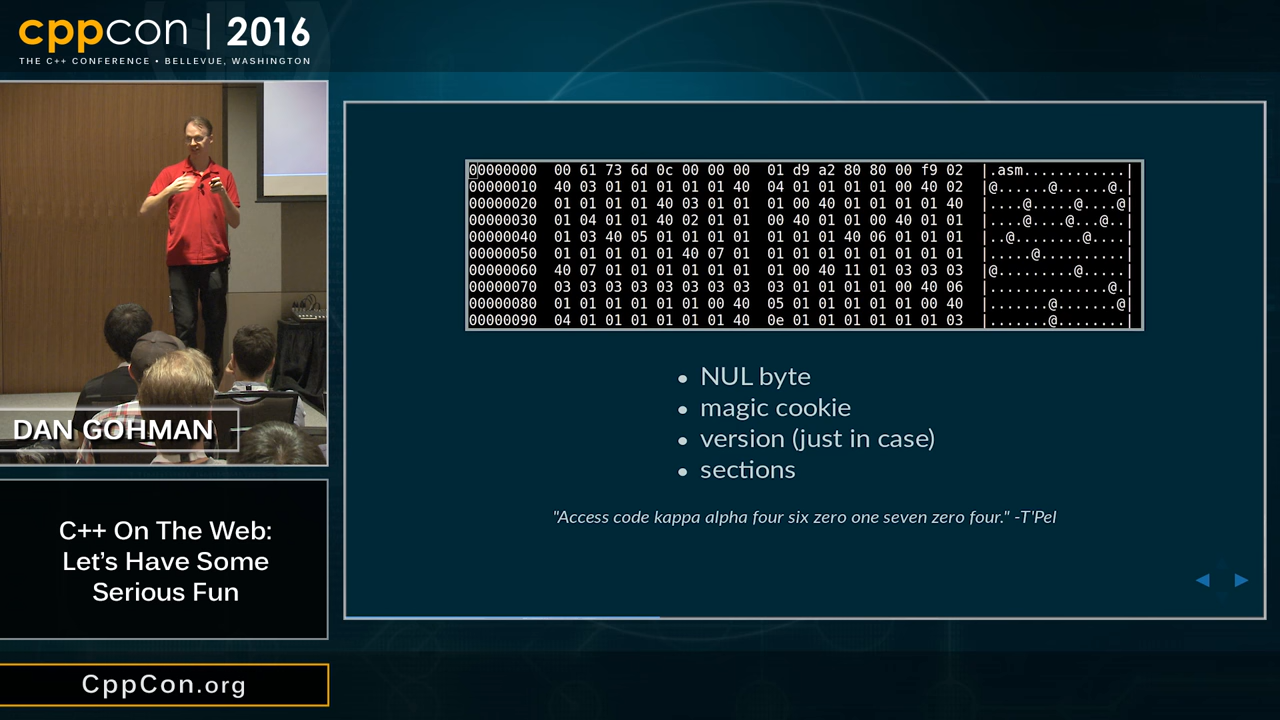 cppcon | 2016
THE C++ CONFERENCE • BELLEVUE, WASHINGTON
DAN GOHMAN
C++ On The Web:
Let's Have Some
Serious Fun
CppCon.org
00000000  00 61 73 6d 0c 00 00 00  01 d9 a2 80 80 00 f9 02  |.asm............|
00000010  40 03 01 01 01 01 01 40  04 01 01 01 01 00 40 02  |@......@......@.|
00000020  01 01 01 01 40 03 01 01  01 00 40 01 01 01 01 40  |....@.....@....@|
00000030  01 04 01 01 40 02 01 01  00 40 01 01 00 40 01 01  |....@....@...@..|
00000040  01 03 40 05 01 01 01 01  01 01 01 40 06 01 01 01  |..@........@....|
00000050  01 01 01 01 01 40 07 01  01 01 01 01 01 01 01 01  |.....@..........|
00000060  40 07 01 01 01 01 01 01  01 00 40 11 01 03 03 03  |@.........@.....|
00000070  03 03 03 03 03 03 03 03  03 01 01 01 01 00 40 06  |..............@.|
00000080  01 01 01 01 01 01 00 40  05 01 01 01 01 01 00 40  |.......@.......@|
00000090  04 01 01 01 01 01 01 40  0e 01 01 01 01 01 01 03  |.......@........|
• NUL byte
• magic cookie
• version (just in case)
• sections
"Access code kappa alpha four six zero one seven zero four." -T'Pel